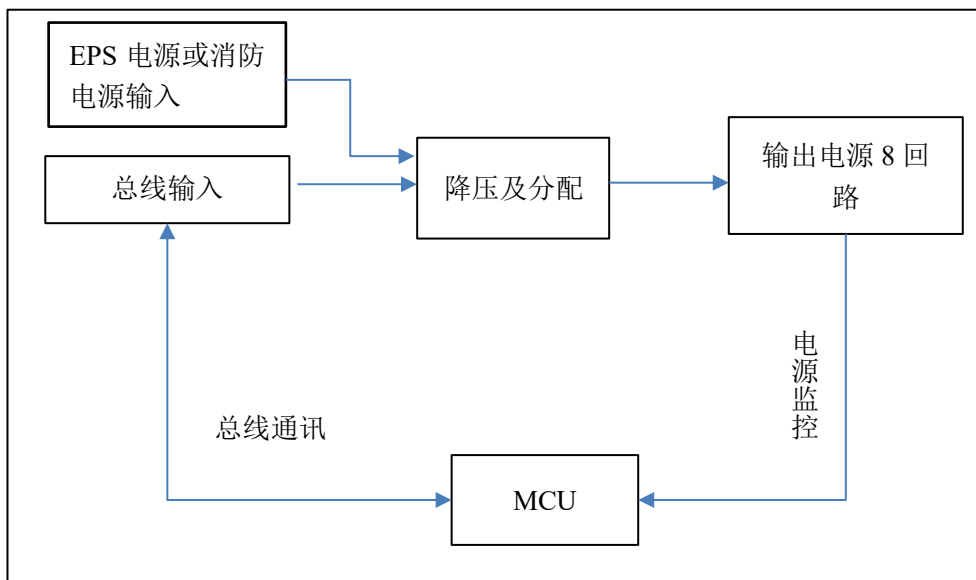 EPS 电源或消防
电源输入
总线输入
降压及分配
输出电源 8 回
路
电源监控
总线通讯
MCU